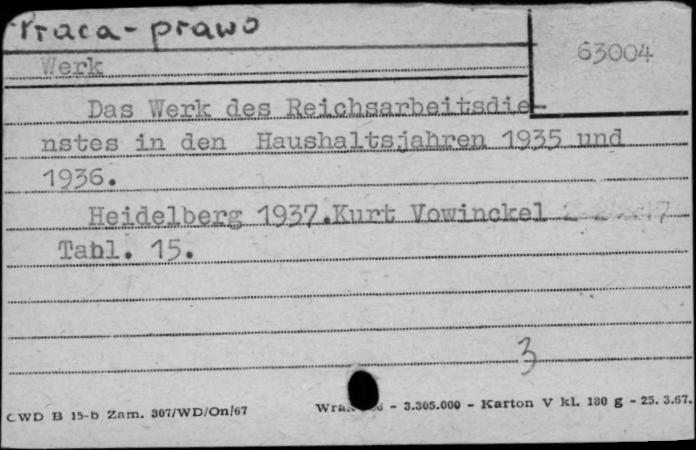 Praca - prawo
63004
Werk
Das Werk des Reichsarbeitsdie-
nstes in den Haushaltsjahren 1935 und
1936.
Heidelberg 1937.Kurt Vowinckel
Tabl. 15.
3
CWD B 15-b Zam. 307/WD/On/67
- 3.305.000 - Karton V kl. 180 g - 25. 3.67.